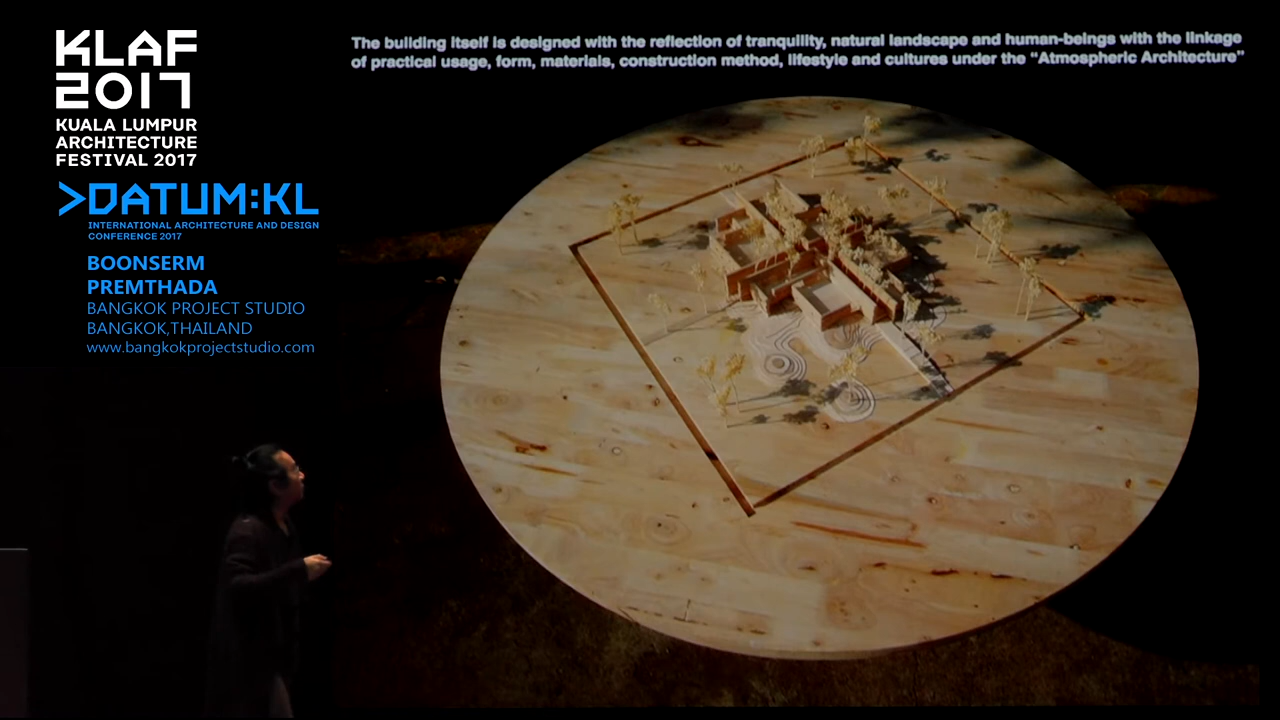 KLAF
2017
KUALA LUMPUR
ARCHITECTURE
FESTIVAL 2017
>DATUM:KL
INTERNATIONAL ARCHITECTURE AND DESIGN
CONFERENCE 2017
BOONSERM
PREMTHADA
BANGKOK PROJECT STUDIO
BANGKOK,THAILAND
www.bangkokprojectstudio.com
The building itself is designed with the reflection of tranquility, natural landscape and human-beings with the linkage
of practical usage, form, materials, construction method, lifestyle and cultures under the "Atmospheric Architecture"